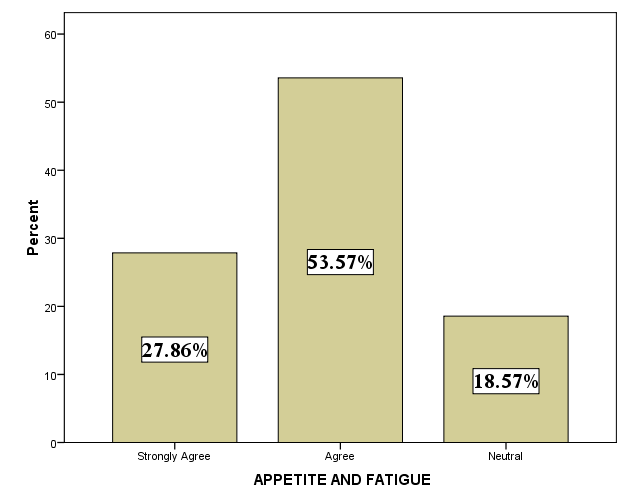 60
50
40
30
20
10
0
Percent
27.86%
53.57%
18.57%
Strongly Agree
Agree
Neutral
APPETITE AND FATIGUE